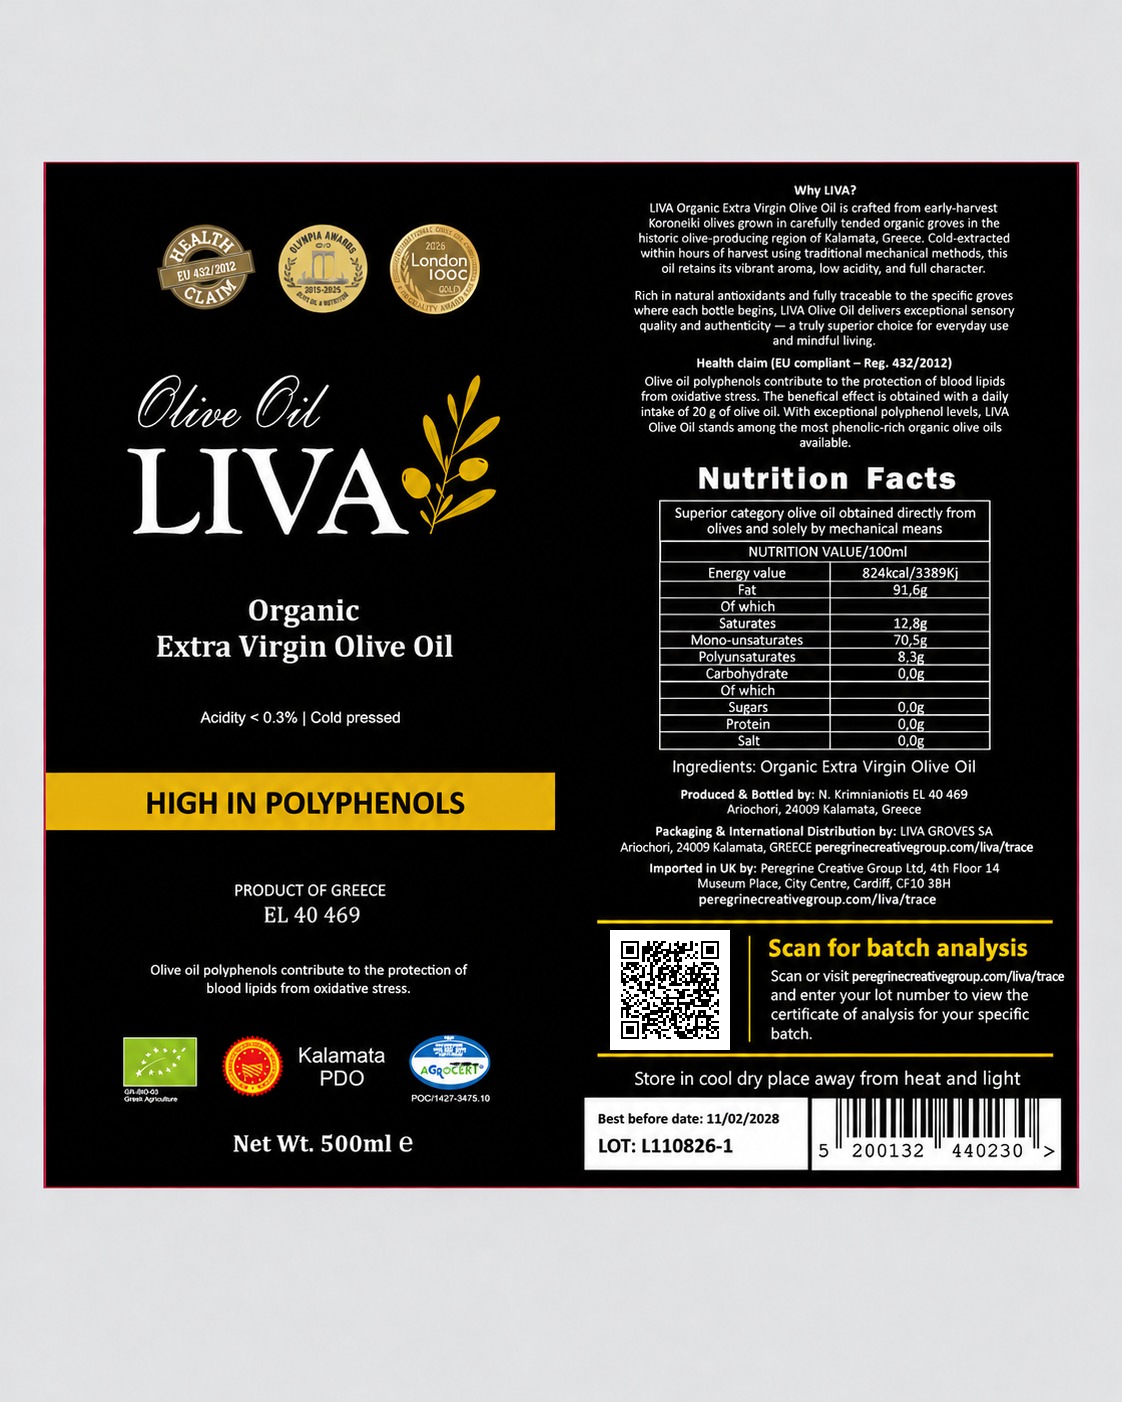 HEALTH
EU 432/2012
CLAIM
OLYMPIA AWARDS
2015-2025
OLIVE OIL & NUTRITION
2026
London
IOOC
GOLD
QUALITY AWARDS
Olive Oil
LIVA
Organic
Extra Virgin Olive Oil
Acidity < 0.3% | Cold pressed
HIGH IN POLYPHENOLS
PRODUCT OF GREECE
EL 40 469
Olive oil polyphenols contribute to the protection of
blood lipids from oxidative stress.
GR-BIO-03
Greek Agriculture
Kalamata
PDO
AGROCERT
POC/1427-3475.10
Net Wt. 500ml e
Why LIVA?
LIVA Organic Extra Virgin Olive Oil is crafted from early-harvest
Koroneiki olives grown in carefully tended organic groves in the
historic olive-producing region of Kalamata, Greece. Cold-extracted
within hours of harvest using traditional mechanical methods, this
oil retains its vibrant aroma, low acidity, and full character.
Rich in natural antioxidants and fully traceable to the specific groves
where each bottle begins, LIVA Olive Oil delivers exceptional sensory
quality and authenticity — a truly superior choice for everyday use
and mindful living.
Health claim (EU compliant – Reg. 432/2012)
Olive oil polyphenols contribute to the protection of blood lipids
from oxidative stress. The benefical effect is obtained with a daily
intake of 20 g of olive oil. With exceptional polyphenol levels, LIVA
Olive Oil stands among the most phenolic-rich organic olive oils
available.
Nutrition Facts
Superior category olive oil obtained directly from
olives and solely by mechanical means
NUTRITION VALUE/100ml
Energy value 824kcal/3389Kj
Fat 91,6g
Of which
Saturates 12,8g
Mono-unsaturates 70,5g
Polyunsaturates 8,3g
Carbohydrate 0,0g
Of which
Sugars 0,0g
Protein 0,0g
Salt 0,0g
Ingredients: Organic Extra Virgin Olive Oil
Produced & Bottled by: N. Krimnianiotis EL 40 469
Ariochori, 24009 Kalamata, Greece
Packaging & International Distribution by: LIVA GROVES SA
Ariochori, 24009 Kalamata, GREECE peregrinecreativegroup.com/liva/trace
Imported in UK by: Peregrine Creative Group Ltd, 4th Floor 14
Museum Place, City Centre, Cardiff, CF10 3BH
peregrinecreativegroup.com/liva/trace
Scan for batch analysis
Scan or visit peregrinecreativegroup.com/liva/trace
and enter your lot number to view the
certificate of analysis for your specific
batch.
Store in cool dry place away from heat and light
Best before date: 11/02/2028
LOT: L110826-1
5 200132 440230 >